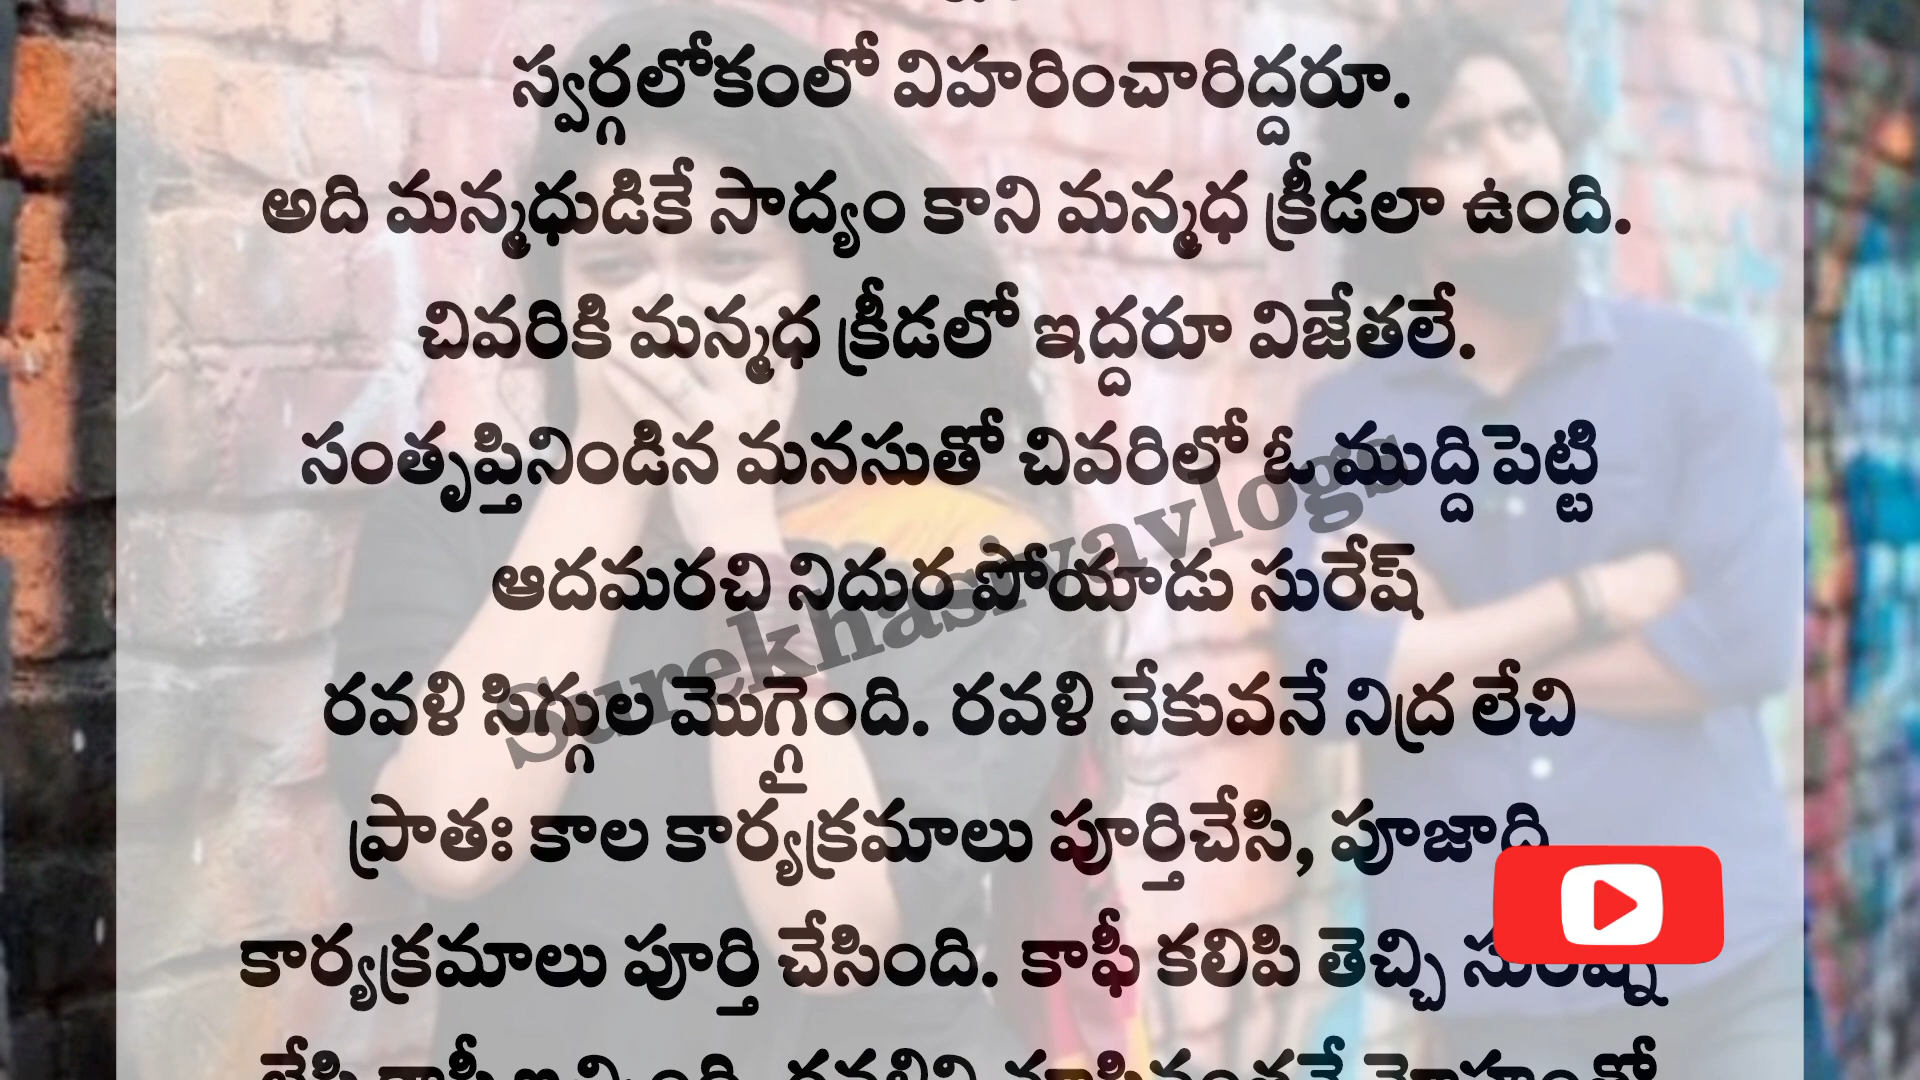 స్వర్గలోకంలో విహరించారిద్దరూ.
అది మన్మధుడికే సాద్యం కాని మన్మధ క్రీడలా ఉంది.
చివరికి మన్మధ క్రీడలో ఇద్దరూ విజేతలే.
సంతృప్తినిండిన మనసుతో చివరిలో ఓ ముద్దిపెట్టి
ఆదమరచి నిదుర పోయాడు సురేష్
Surekhasivavlogs
రవళి సిగ్గుల మొగ్గైంది. రవళి వేకువనే నిద్ర లేచి
ప్రాతః కాల కార్యక్రమాలు పూర్తిచేసి, పూజాది
కార్యక్రమాలు పూర్తి చేసింది. కాఫీ కలిపి తెచ్చి